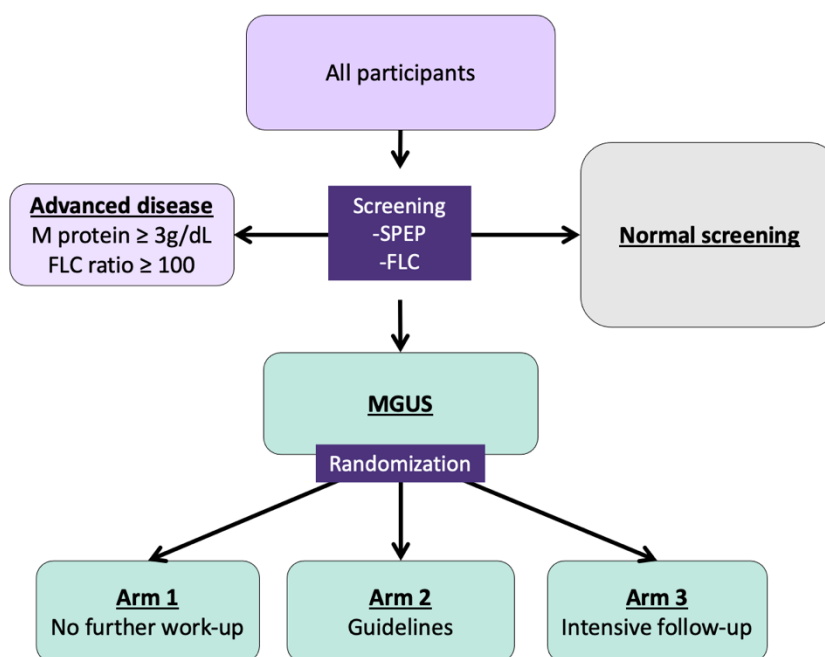 All participants
Advanced disease
M protein ≥ 3g/dL
FLC ratio ≥ 100
Screening
-SPEP
-FLC
Normal screening
MGUS
Randomization
Arm 1
No further work-up
Arm 2
Guidelines
Arm 3
Intensive follow-up